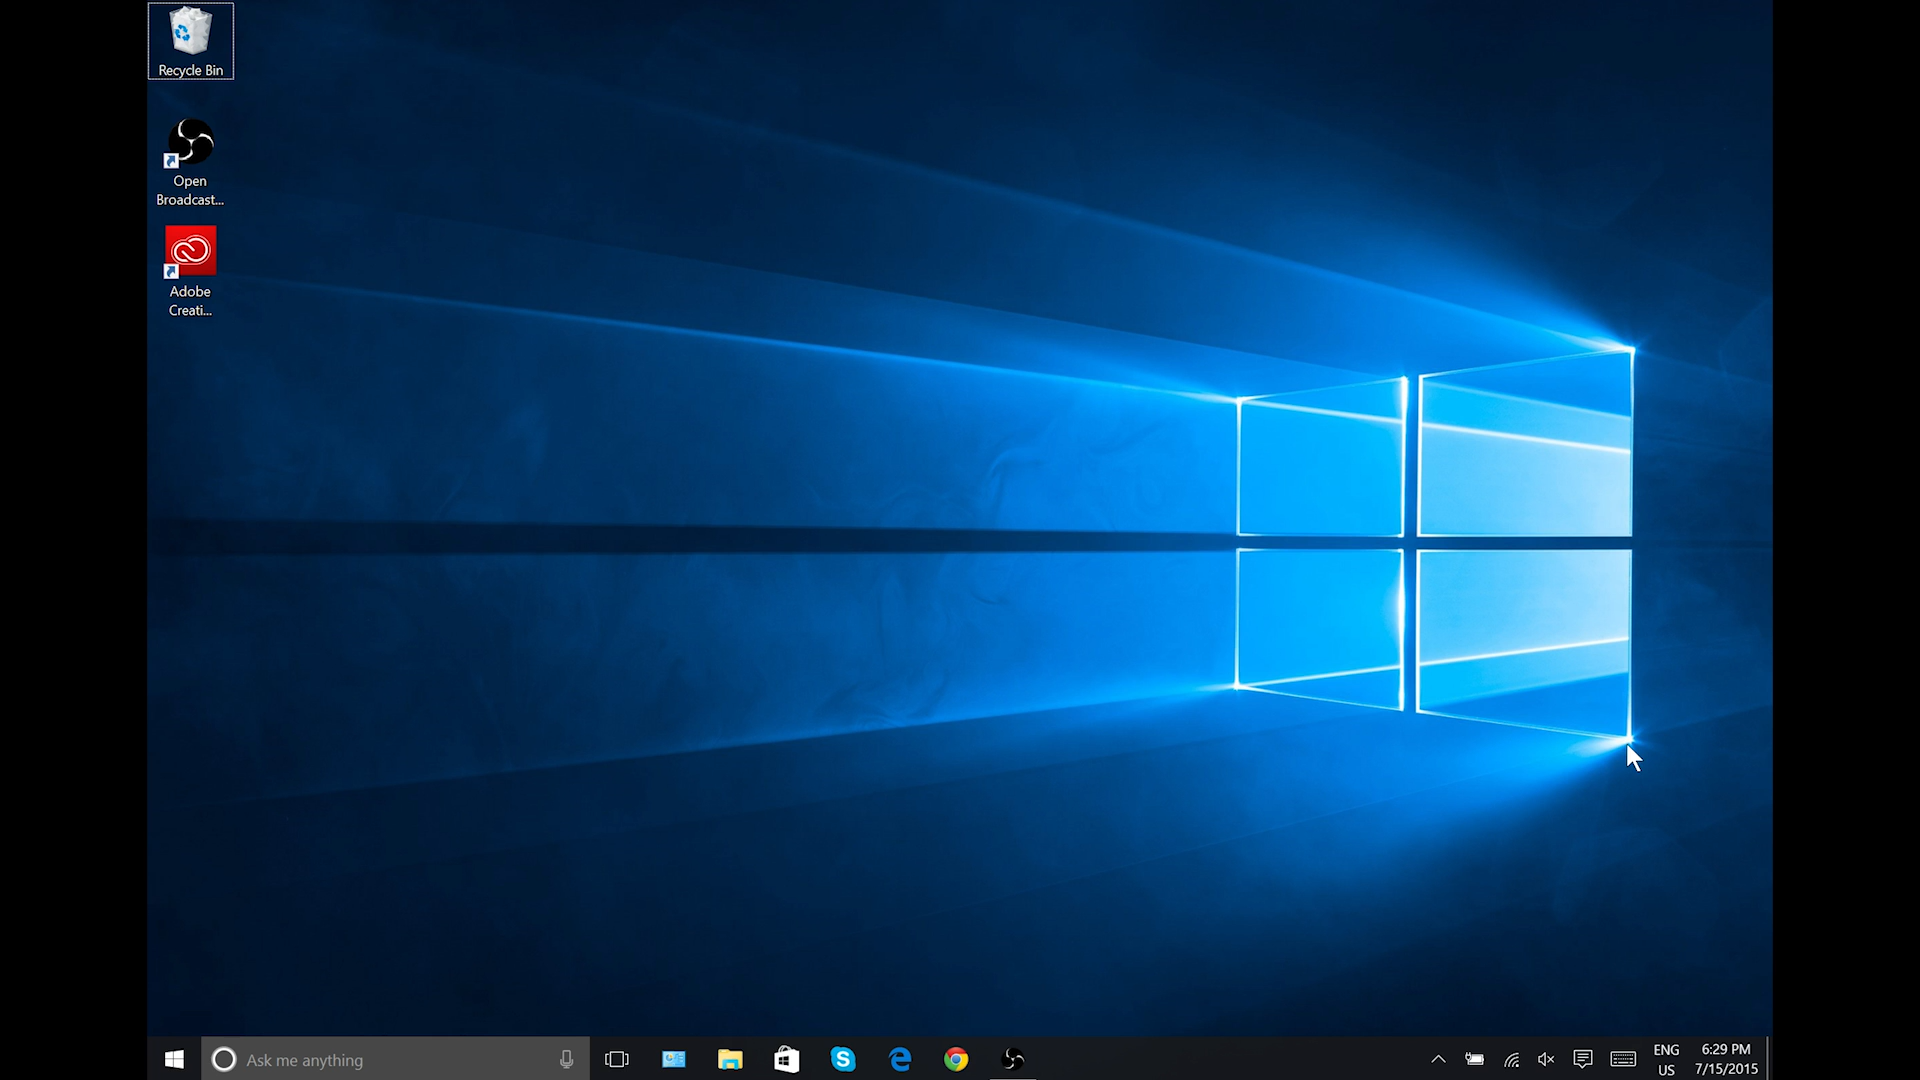 Recycle Bin
Open
Broadcast...
Adobe
Creati...
Ask me anything
ENG
US
6:29 PM
7/15/2015